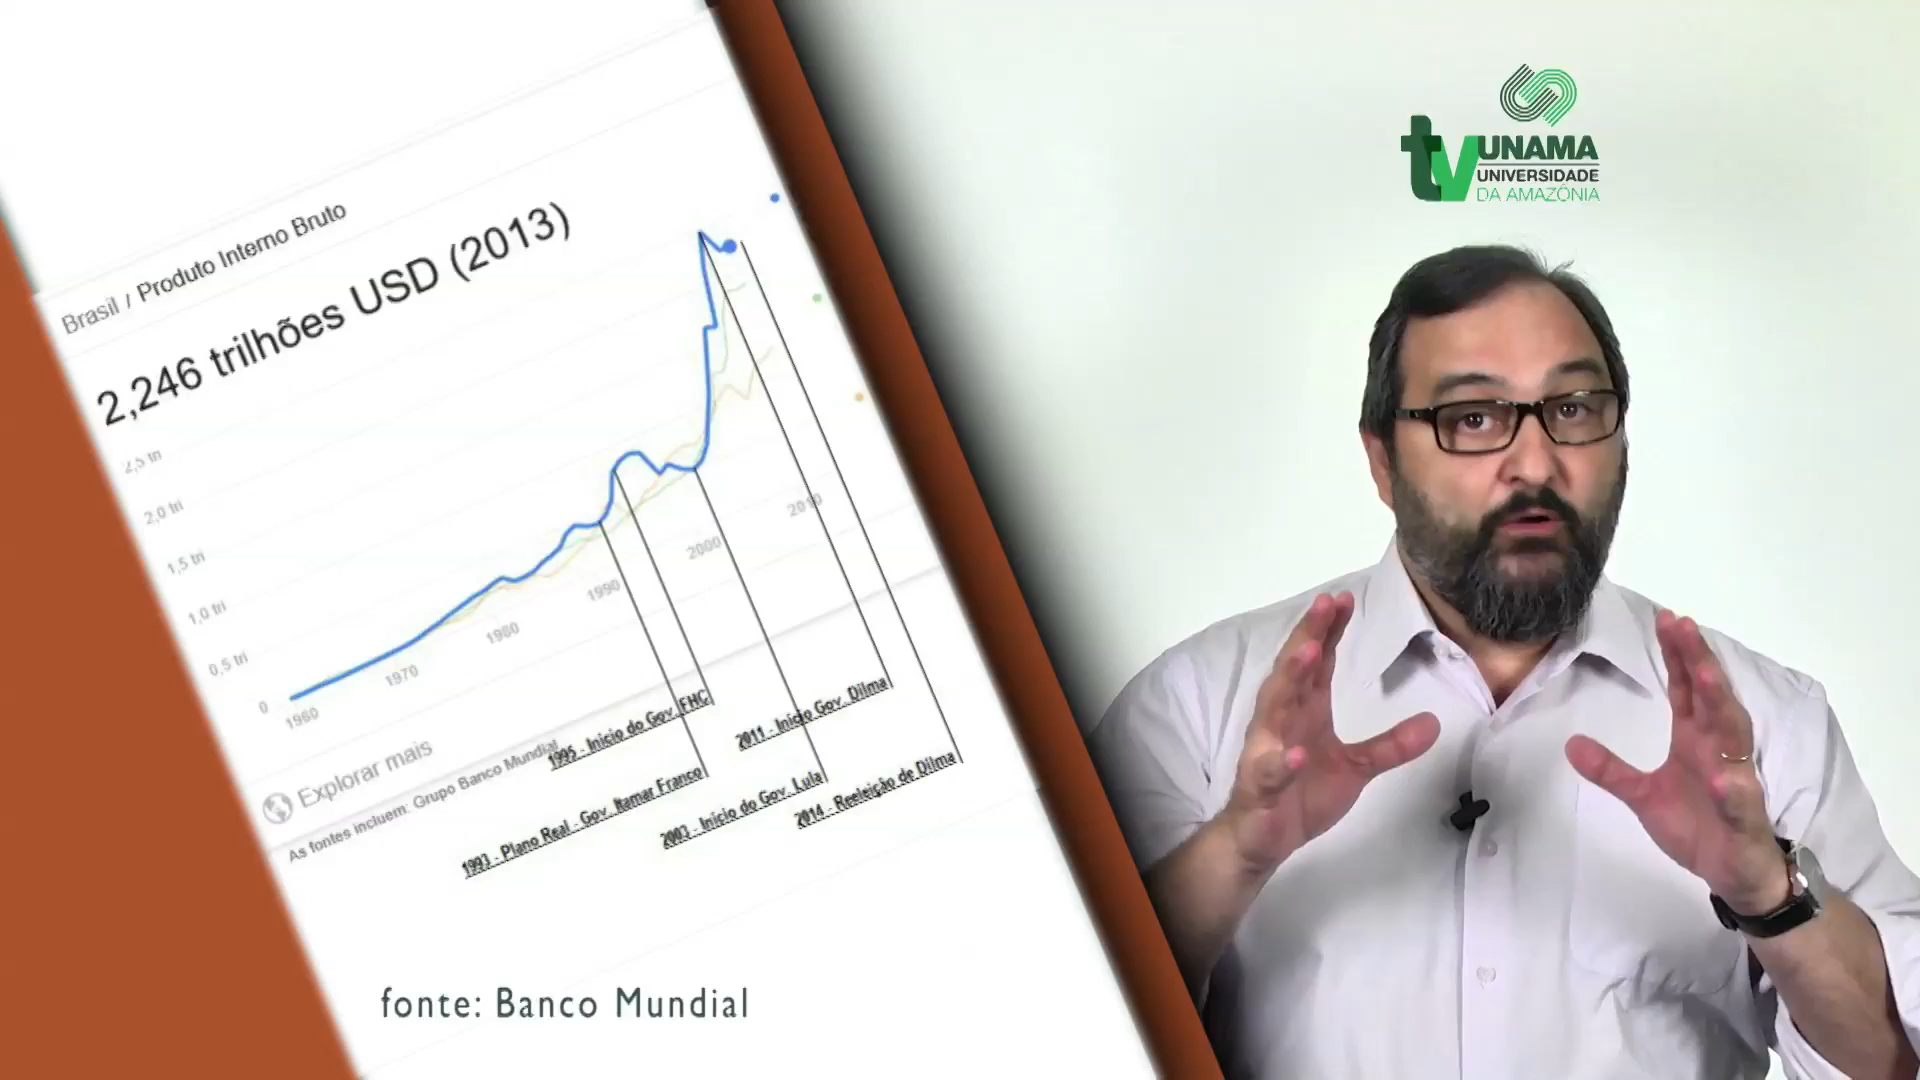 Brasil / Produto Interno Bruto
2,246 trilhões USD (2013)
2,5 tri
2,0 tri
1,5 tri
1,0 tri
0,5 tri
0
1960
1970
1980
1990
2000
2010
Explorar mais
As fontes incluem: Grupo Banco Mundial
1995 - Início do Gov. FHC
2011 - Início Gov. Dilma
1993 - Plano Real - Gov. Itamar Franco
2003 - Início do Gov. Lula
2014 - Reeleição de Dilma
fonte: Banco Mundial
tv UNAMA
UNIVERSIDADE
DA AMAZÔNIA